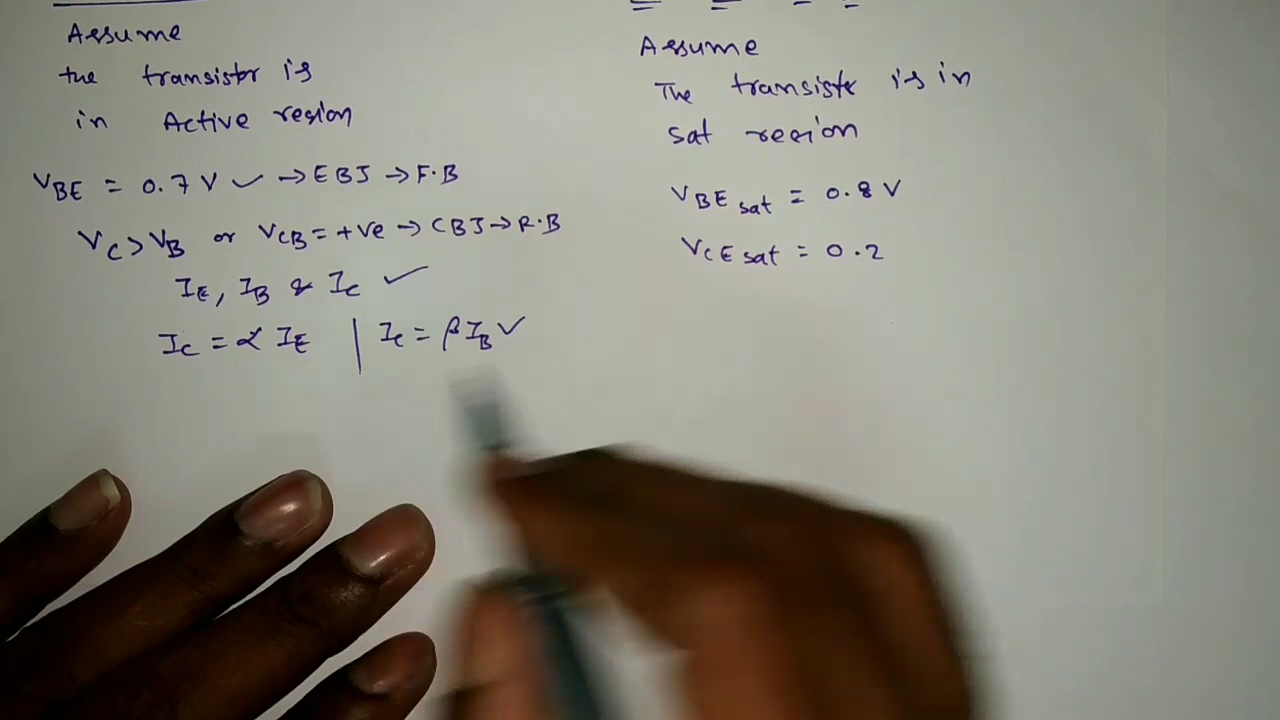 Assume
the transistor is
in Active region
VBE = 0.7 V ✓ → EBJ → F.B
VC > VB or VCB = +ve → CBJ → R.B
IE, IB & IC ✓
IC = α IE | IC = β IB ✓
Assume
The transistr is in
sat region
VBE sat = 0.8 V
VCE sat = 0.2